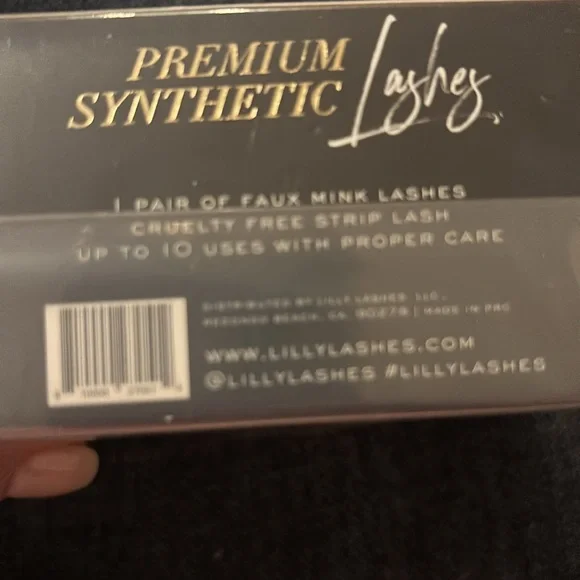 PREMIUM
SYNTHETIC Lashes
1 PAIR OF FAUX MINK LASHES
CRUELTY FREE STRIP LASH
UP TO 10 USES WITH PROPER CARE
DISTRIBUTED BY LILLY LASHES, LLC.
REDONDO BEACH, CA. 90278 | MADE IN PRC
WWW.LILLYLASHES.COM
@LILLYLASHES #LILLYLASHES